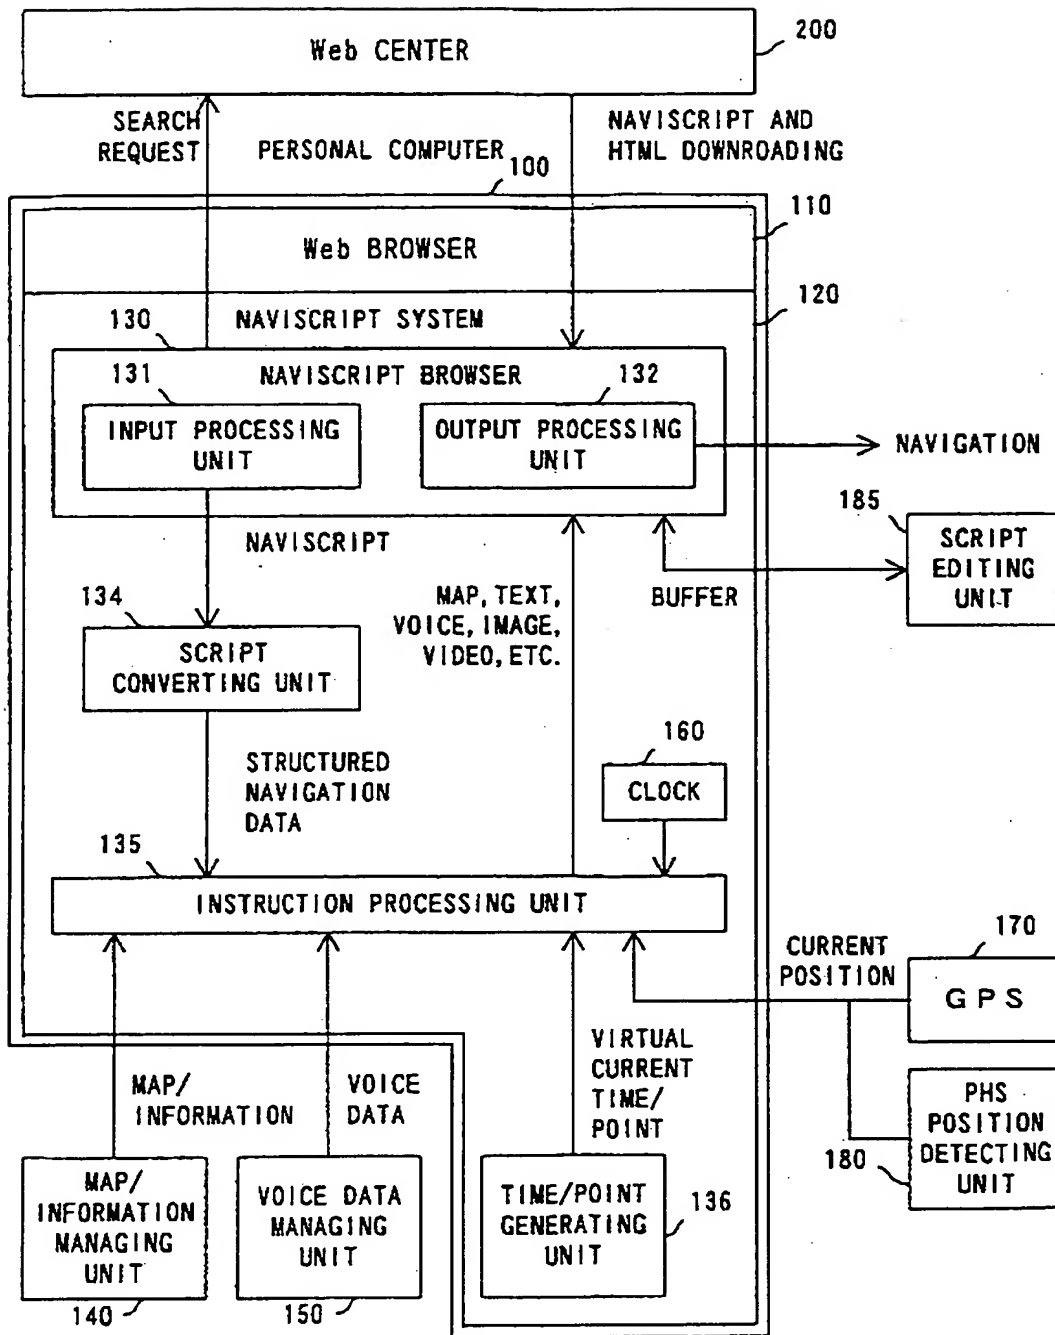 Web CENTER
200
SEARCH
REQUEST
PERSONAL COMPUTER
NAVISCRIPT AND
HTML DOWNROADING
100
110
Web BROWSER
120
NAVISCRIPT SYSTEM
130
NAVISCRIPT BROWSER
131
132
INPUT PROCESSING
UNIT
OUTPUT PROCESSING
UNIT
NAVIGATION
NAVISCRIPT
185
SCRIPT
EDITING
UNIT
BUFFER
MAP, TEXT,
VOICE, IMAGE,
VIDEO, ETC.
134
SCRIPT
CONVERTING UNIT
160
CLOCK
STRUCTURED
NAVIGATION
DATA
135
INSTRUCTION PROCESSING UNIT
CURRENT
POSITION
170
GPS
VIRTUAL
CURRENT
TIME/
POINT
MAP/
INFORMATION
VOICE
DATA
PHS
POSITION
DETECTING
UNIT
180
MAP/
INFORMATION
MANAGING
UNIT
140
VOICE DATA
MANAGING
UNIT
150
TIME/POINT
GENERATING
UNIT
136